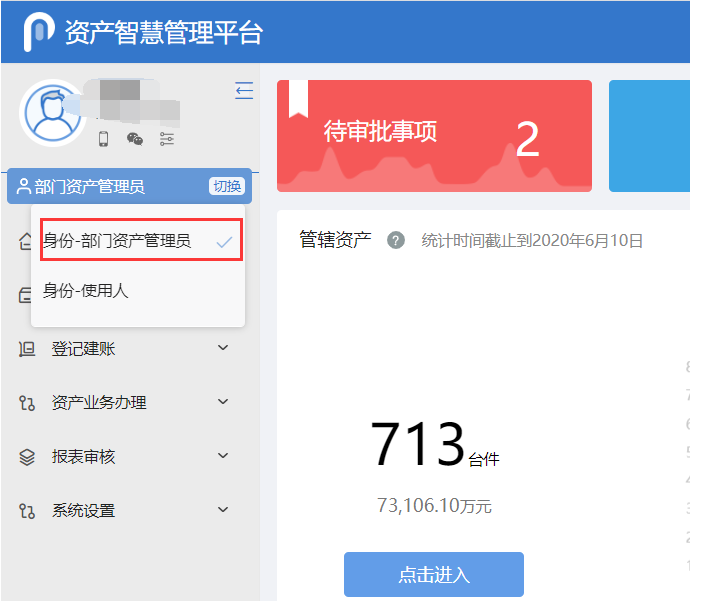 资产智慧管理平台
部门资产管理员 切换
身份-部门资产管理员
身份-使用人
登记建账
资产业务办理
报表审核
系统设置
待审批事项 2
管辖资产 ? 统计时间截止到2020年6月10日
713台件
73,106.10万元
点击进入